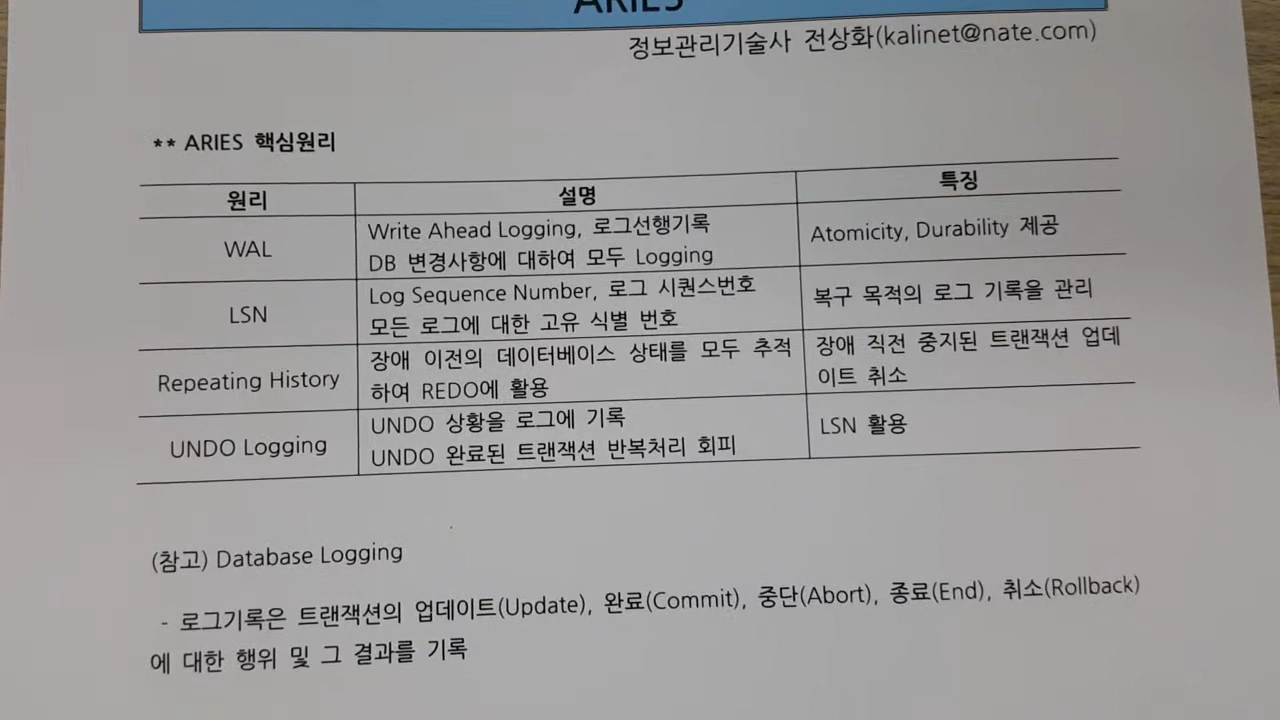 ARIES
정보관리기술사 전상화(kalinet@nate.com)
** ARIES 핵심원리
원리 설명 특징
WAL
Write Ahead Logging, 로그선행기록
DB 변경사항에 대하여 모두 Logging
Atomicity, Durability 제공
LSN
Log Sequence Number, 로그 시퀀스번호
모든 로그에 대한 고유 식별 번호
복구 목적의 로그 기록을 관리
Repeating History
장애 이전의 데이터베이스 상태를 모두 추적
하여 REDO에 활용
장애 직전 중지된 트랜잭션 업데
이트 취소
UNDO Logging
UNDO 상황을 로그에 기록
UNDO 완료된 트랜잭션 반복처리 회피
LSN 활용
(참고) Database Logging
- 로그기록은 트랜잭션의 업데이트(Update), 완료(Commit), 중단(Abort), 종료(End), 취소(Rollback)
에 대한 행위 및 그 결과를 기록